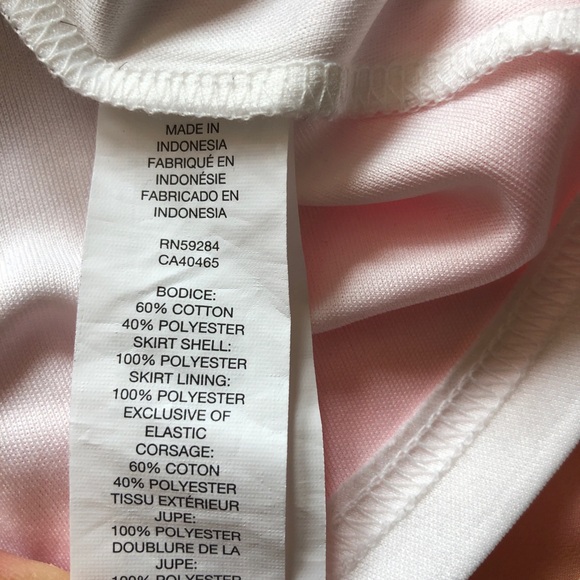 MADE IN
INDONESIA
FABRIQUÉ EN
INDONÉSIE
FABRICADO EN
INDONESIA
RN59284
CA40465
BODICE:
60% COTTON
40% POLYESTER
SKIRT SHELL:
100% POLYESTER
SKIRT LINING:
100% POLYESTER
EXCLUSIVE OF
ELASTIC
CORSAGE:
60% COTON
40% POLYESTER
TISSU EXTÉRIEUR
JUPE:
100% POLYESTER
DOUBLURE DE LA
JUPE:
100% POLYESTER